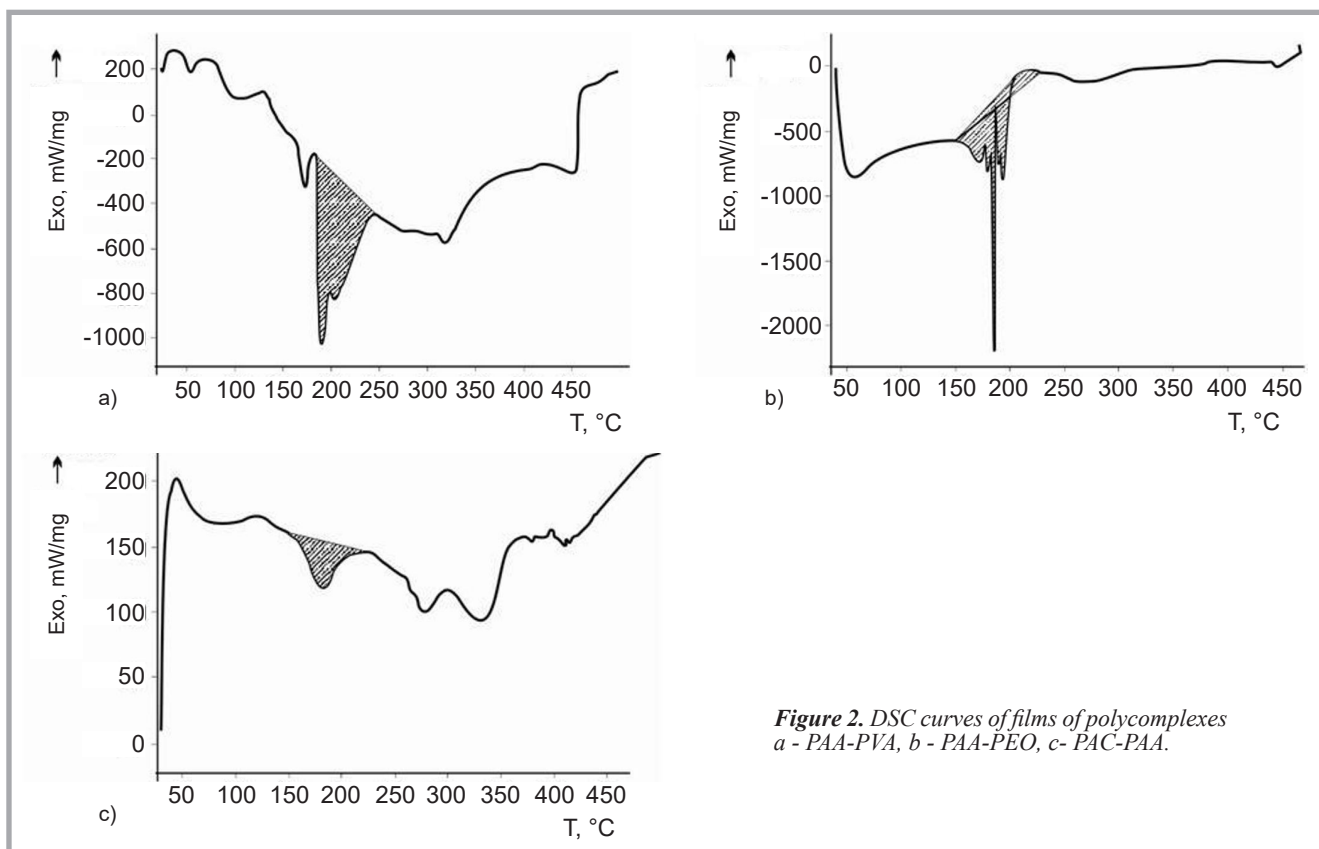 Exo, mW/mg
200
0
-200
-400
-600
-800
-1000
50 100 150 200 250 300 350 400 450
a)
T, °C
Exo, mW/mg
0
-500
-1000
-1500
-2000
50 100 150 200 250 300 350 400 450
b)
T, °C
Exo, mW/mg
200
150
100
50
0
50 100 150 200 250 300 350 400 450
c)
T, °C
Figure 2. DSC curves of films of polycomplexes
a - PAA-PVA, b - PAA-PEO, c- PAC-PAA.